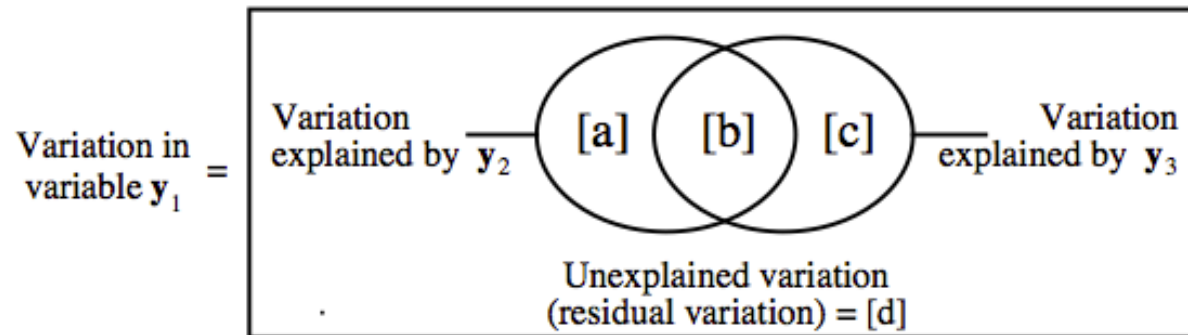 Variation in
variable y₁
=
Variation
explained by y₂
[a]
[b]
[c]
Variation
explained by y₃
Unexplained variation
(residual variation) = [d]